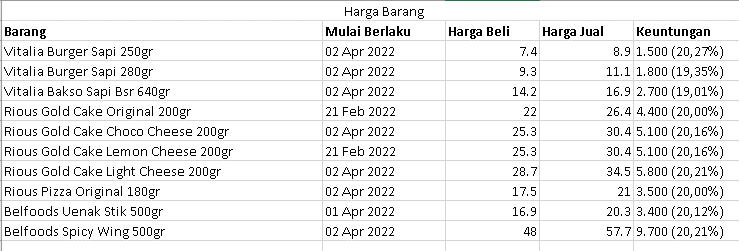 Harga Barang
Barang Mulai Berlaku Harga Beli Harga Jual Keuntungan
Vitalia Burger Sapi 250gr 02 Apr 2022 7.4 8.9 1.500 (20,27%)
Vitalia Burger Sapi 280gr 02 Apr 2022 9.3 11.1 1.800 (19,35%)
Vitalia Bakso Sapi Bsr 640gr 02 Apr 2022 14.2 16.9 2.700 (19,01%)
Rious Gold Cake Original 200gr 21 Feb 2022 22 26.4 4.400 (20,00%)
Rious Gold Cake Choco Cheese 200gr 02 Apr 2022 25.3 30.4 5.100 (20,16%)
Rious Gold Cake Lemon Cheese 200gr 21 Feb 2022 25.3 30.4 5.100 (20,16%)
Rious Gold Cake Light Cheese 200gr 02 Apr 2022 28.7 34.5 5.800 (20,21%)
Rious Pizza Original 180gr 02 Apr 2022 17.5 21 3.500 (20,00%)
Belfoods Uenak Stik 500gr 01 Apr 2022 16.9 20.3 3.400 (20,12%)
Belfoods Spicy Wing 500gr 02 Apr 2022 48 57.7 9.700 (20,21%)